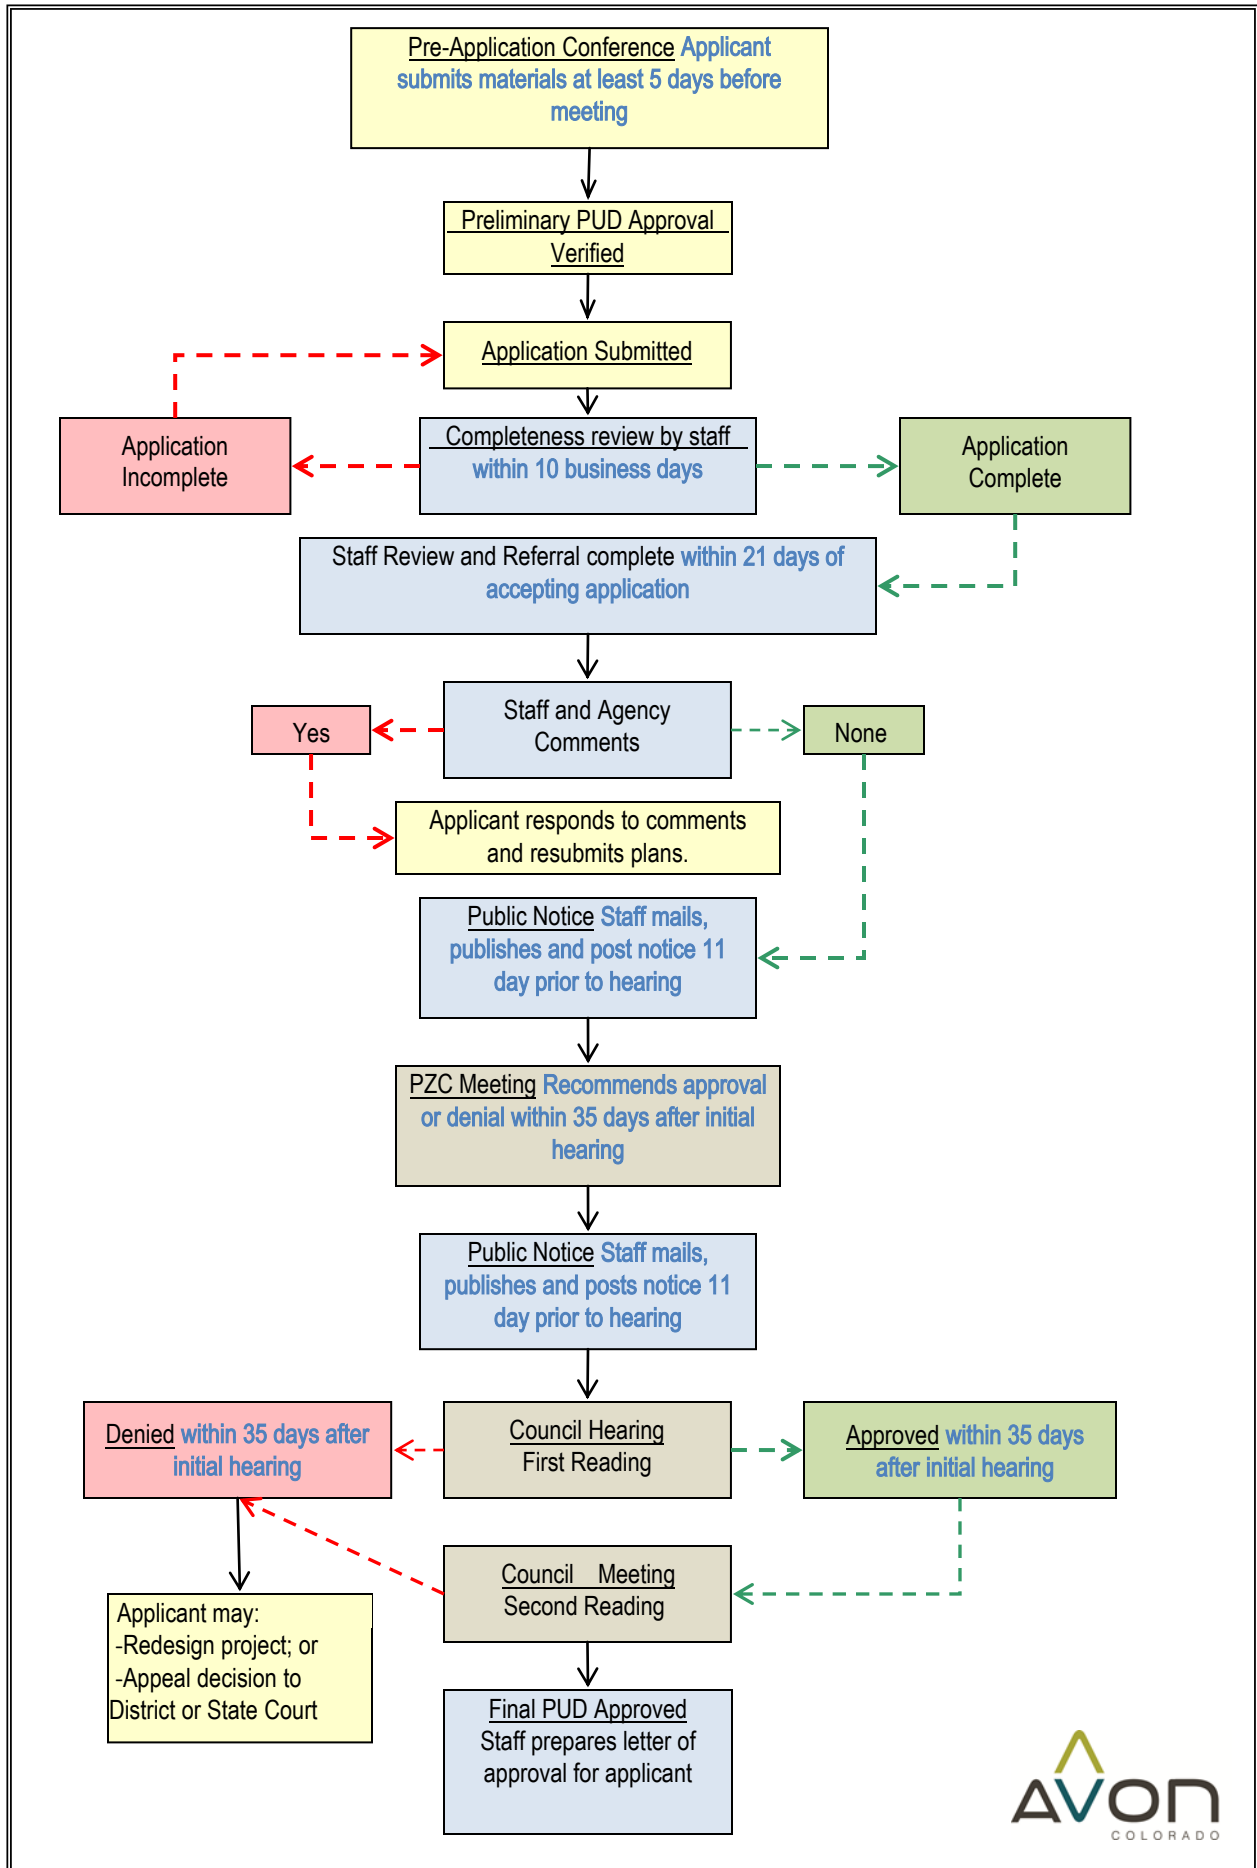 Pre-Application Conference Applicant
submits materials at least 5 days before
meeting
Preliminary PUD Approval
Verified
Application Submitted
Application
Incomplete
Completeness review by staff
within 10 business days
Application
Complete
Staff Review and Referral complete within 21 days of
accepting application
Yes
Staff and Agency
Comments
None
Applicant responds to comments
and resubmits plans.
Public Notice Staff mails,
publishes and post notice 11
day prior to hearing
PZC Meeting Recommends approval
or denial within 35 days after initial
hearing
Public Notice Staff mails,
publishes and posts notice 11
day prior to hearing
Denied within 35 days after
initial hearing
Council Hearing
First Reading
Approved within 35 days
after initial hearing
Council Meeting
Second Reading
Applicant may:
-Redesign project; or
-Appeal decision to
District or State Court
Final PUD Approved
Staff prepares letter of
approval for applicant
AVON
COLORADO